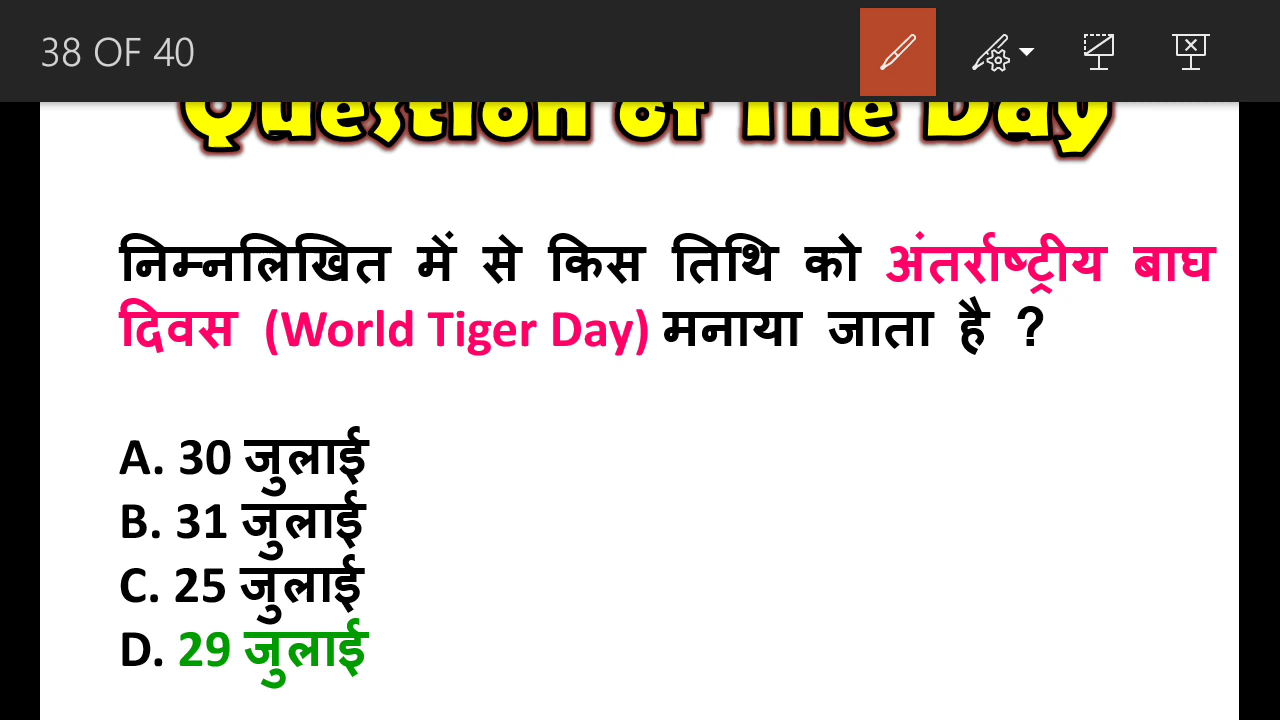 38 OF 40
Question of The Day
निम्नलिखित में से किस तिथि को अंतर्राष्ट्रीय बाघ
दिवस (World Tiger Day) मनाया जाता है ?
A. 30 जुलाई
B. 31 जुलाई
C. 25 जुलाई
D. 29 जुलाई